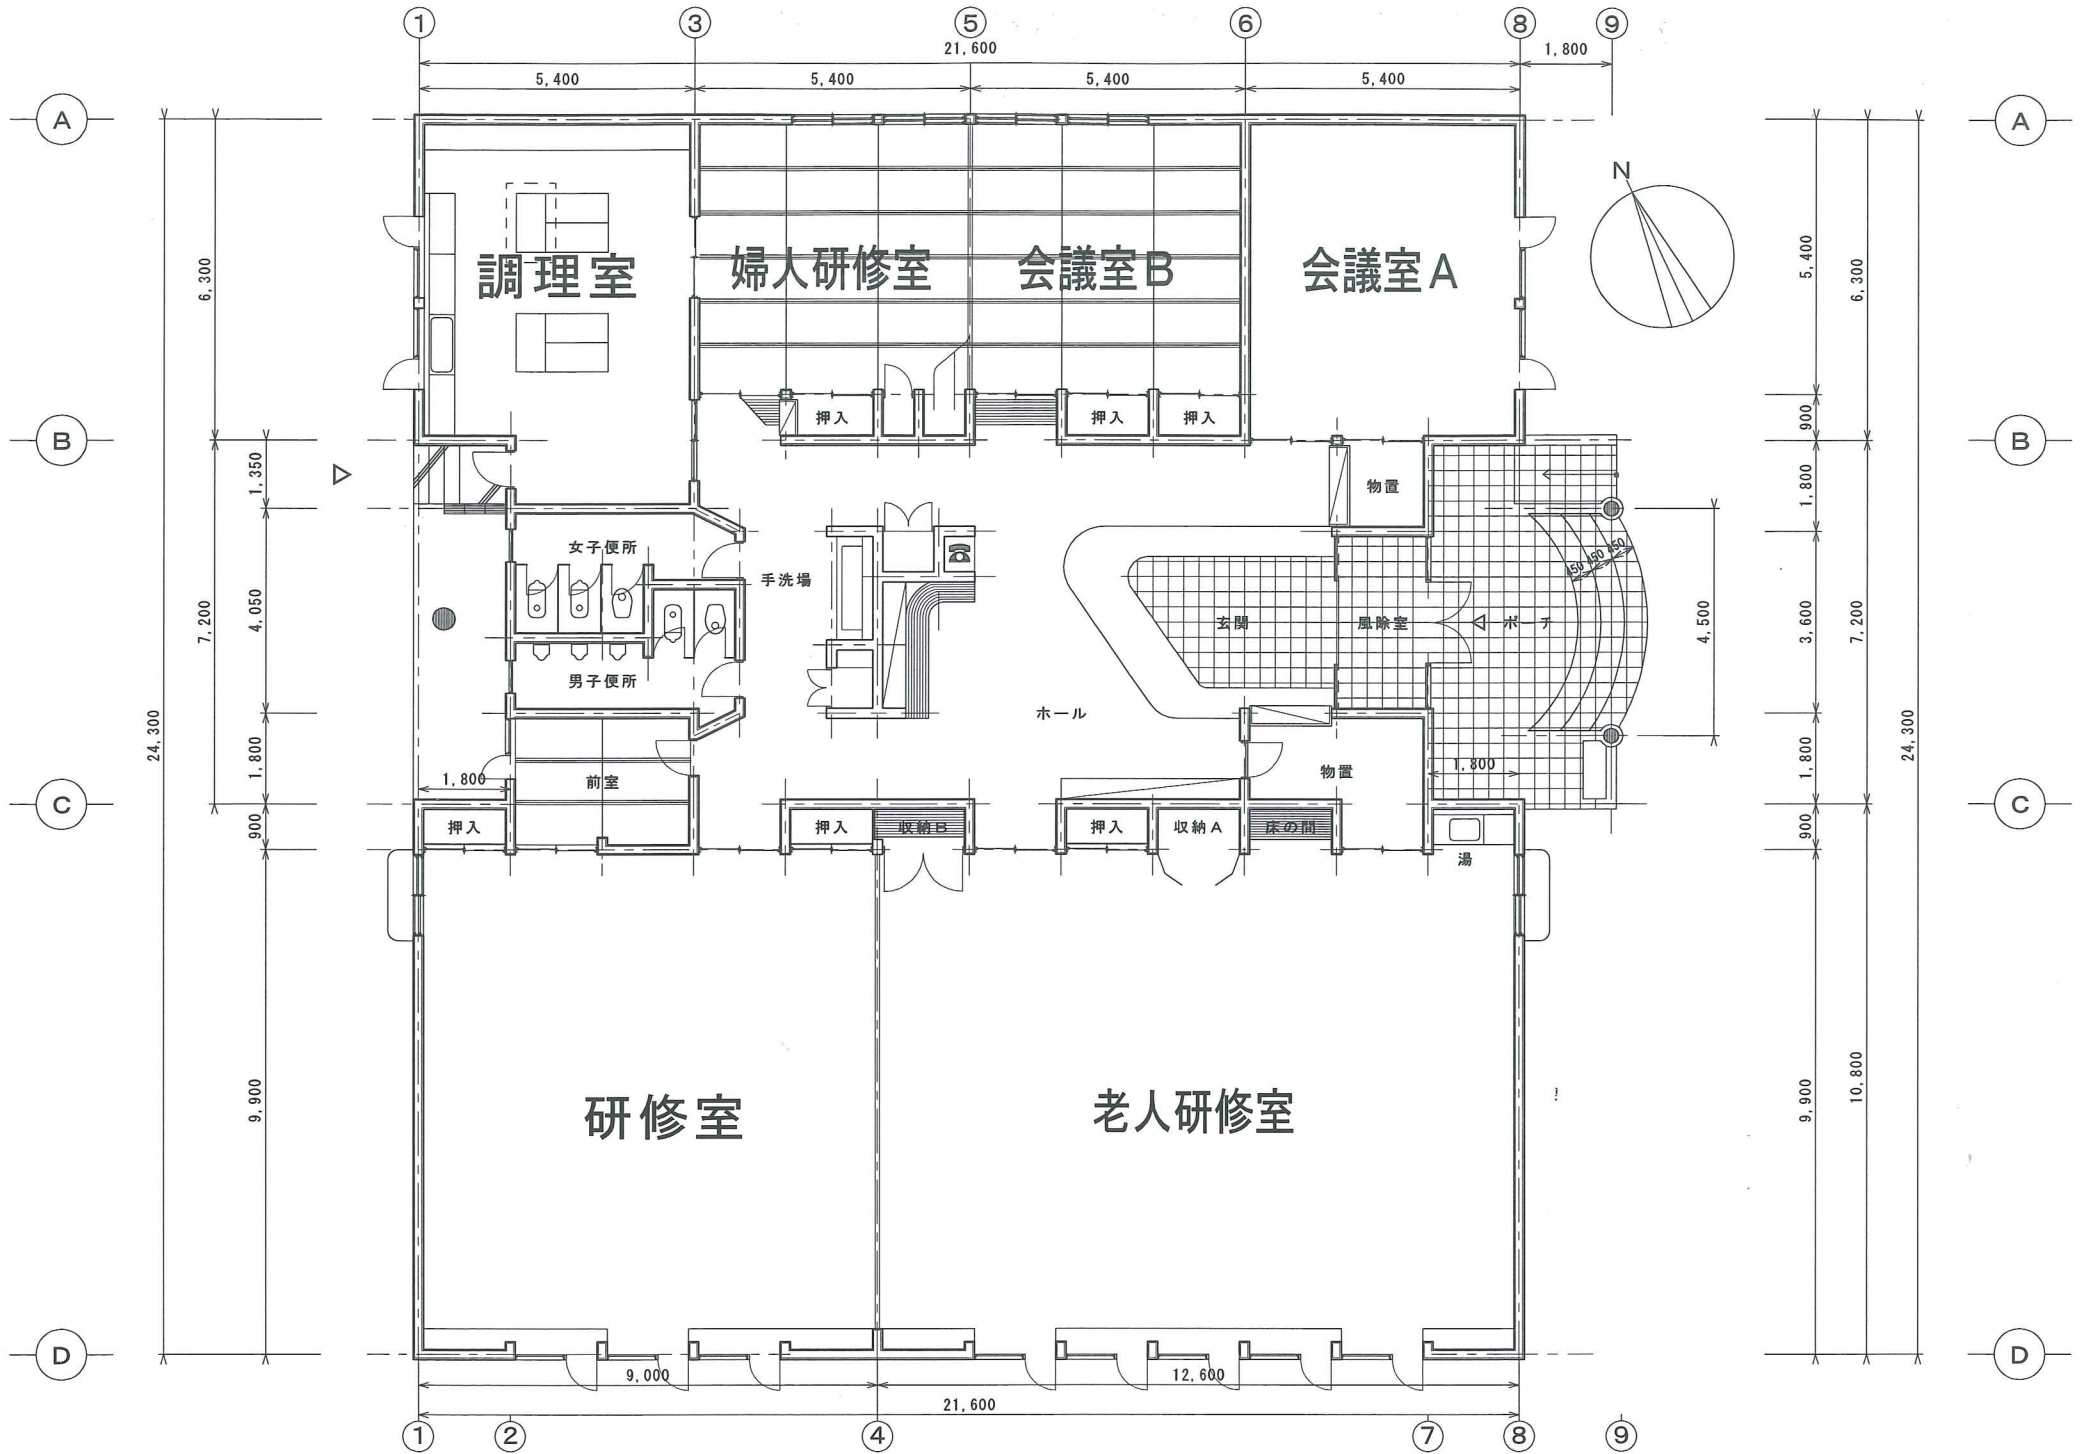 ① ③ ⑤ ⑥ ⑧ ⑨
21,600
1,800
5,400 5,400 5,400 5,400
A A
N
調理室 婦人研修室 会議室B 会議室A
6,300
5,400
6,300
押入 押入 押入
900
B B
1,350
1,800
物置
女子便所
手洗場
450 450 450
7,200
4,050
玄関 風除室 ポーチ
4,500
3,600
7,200
男子便所
ホール
24,300
24,300
1,800
1,800
前室
物置
1,800
1,800
C C
押入 押入 収納B 押入 収納A 床の間
900
900
湯
9,900
9,900
10,800
研修室 老人研修室
D D
9,000 12,600
21,600
① ② ④ ⑦ ⑧ ⑨